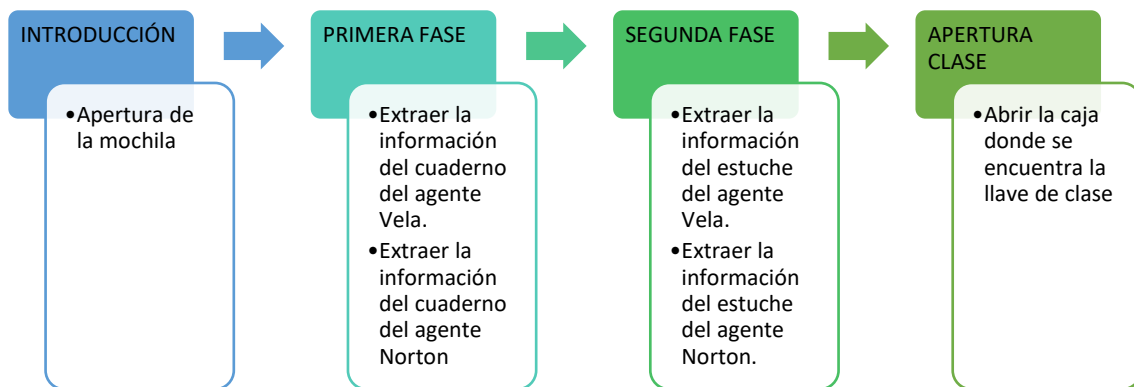 INTRODUCCIÓN
•Apertura de
la mochila
PRIMERA FASE
•Extraer la
información
del cuaderno
del agente
Vela.
•Extraer la
información
del cuaderno
del agente
Norton
SEGUNDA FASE
•Extraer la
información
del estuche
del agente
Vela.
•Extraer la
información
del estuche
del agente
Norton.
APERTURA
CLASE
•Abrir la caja
donde se
encuentra la
llave de clase